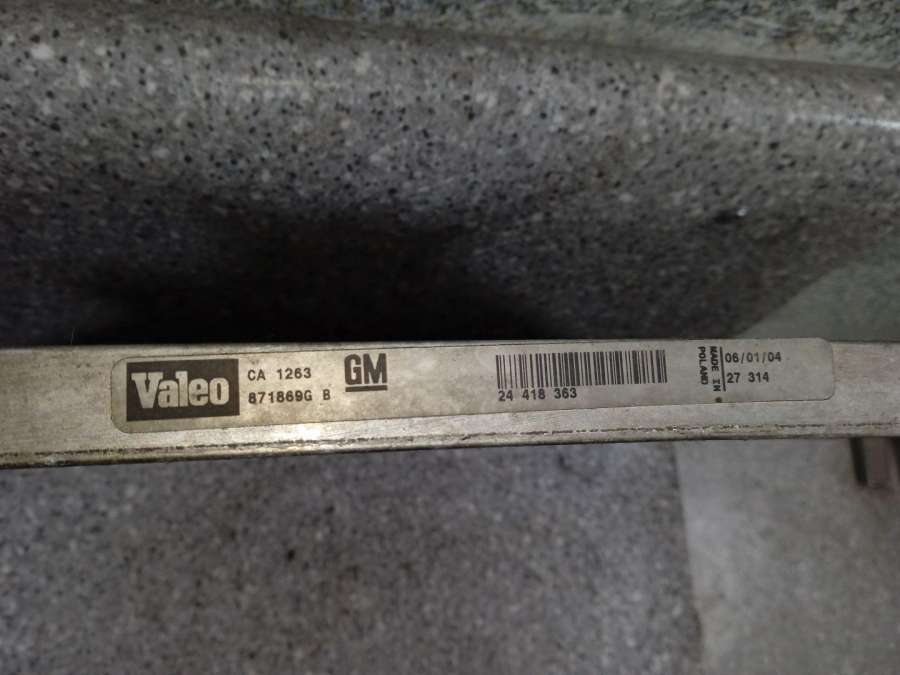 Valeo
CA 1263
871869G B
GM
24 418 363
MADE IN
POLAND
06/01/04
27 314